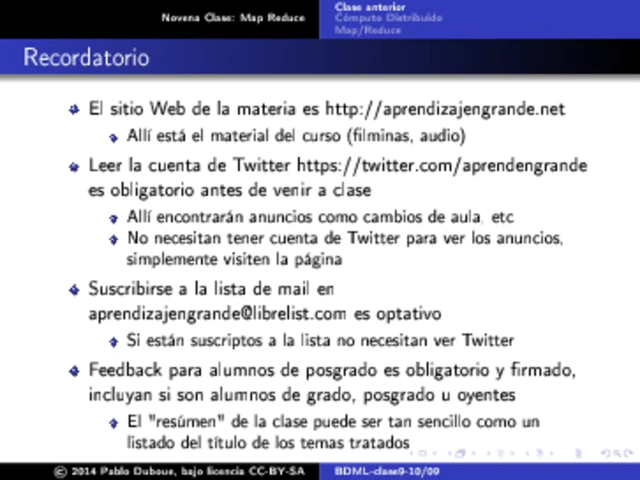 Novena Clase: Map Reduce
Clase anterior
Cómputo Distribuido
Map/Reduce
Recordatorio
El sitio Web de la materia es http://aprendizajengrande.net
Allí está el material del curso (filminas, audio)
Leer la cuenta de Twitter https://twitter.com/aprendengrande
es obligatorio antes de venir a clase
Allí encontrarán anuncios como cambios de aula, etc
No necesitan tener cuenta de Twitter para ver los anuncios,
simplemente visiten la página
Suscribirse a la lista de mail en
aprendizajengrande@librelist.com es optativo
Si están suscriptos a la lista no necesitan ver Twitter
Feedback para alumnos de posgrado es obligatorio y firmado,
incluyan si son alumnos de grado, posgrado u oyentes
El "resúmen" de la clase puede ser tan sencillo como un
listado del título de los temas tratados
© 2014 Pablo Duboue, bajo licencia CC-BY-SA
BDML-clase9-10/09